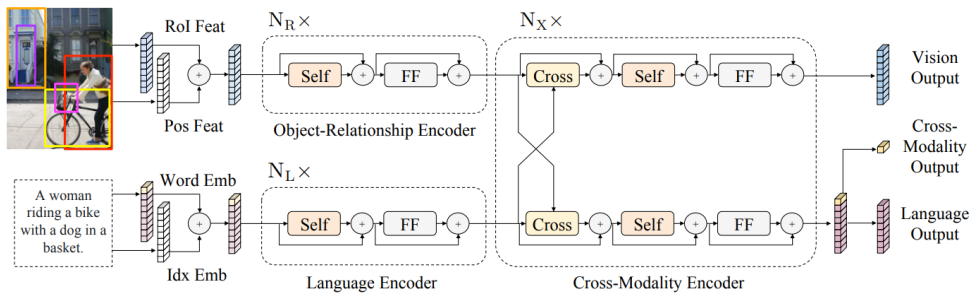 RoI Feat
Pos Feat
N_R×
Self
+
FF
+
Object-Relationship Encoder
N_X×
Cross
+
Self
+
FF
+
Vision
Output
Cross-
Modality
Output
A woman
riding a bike
with a dog in a
basket.
Word Emb
+
Idx Emb
N_L×
Self
+
FF
+
Language Encoder
Cross
+
Self
+
FF
+
Cross-Modality Encoder
Language
Output
+